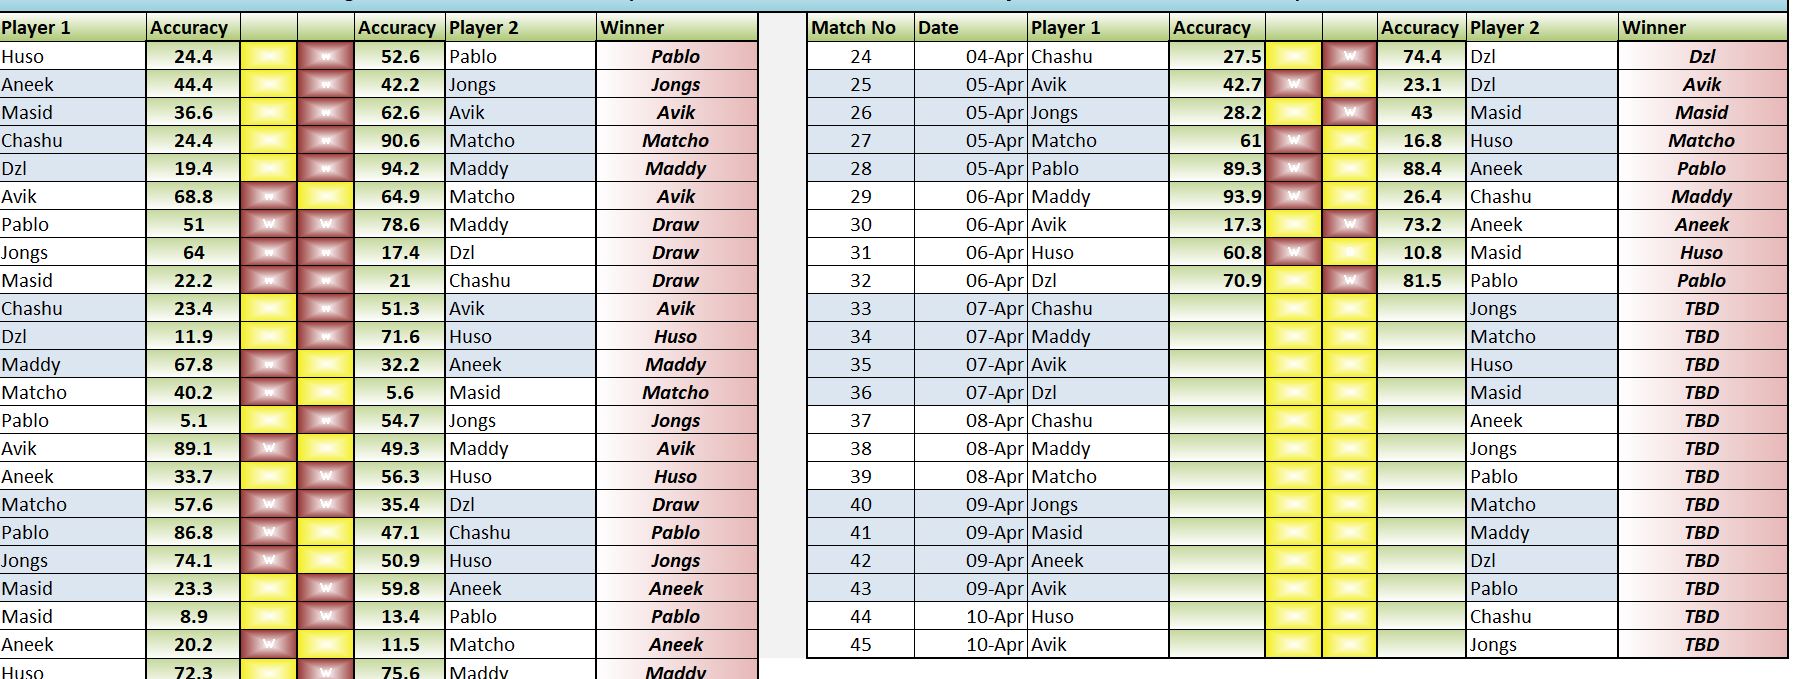 Player 1 Accuracy Accuracy Player 2 Winner
Huso 24.4 W 52.6 Pablo Pablo
Aneek 44.4 W 42.2 Jongs Jongs
Masid 36.6 W 62.6 Avik Avik
Chashu 24.4 W 90.6 Matcho Matcho
Dzl 19.4 W 94.2 Maddy Maddy
Avik 68.8 W 64.9 Matcho Avik
Pablo 51 W W 78.6 Maddy Draw
Jongs 64 W W 17.4 Dzl Draw
Masid 22.2 W W 21 Chashu Draw
Chashu 23.4 W 51.3 Avik Avik
Dzl 11.9 W 71.6 Huso Huso
Maddy 67.8 W 32.2 Aneek Maddy
Matcho 40.2 W 5.6 Masid Matcho
Pablo 5.1 W 54.7 Jongs Jongs
Avik 89.1 W 49.3 Maddy Avik
Aneek 33.7 W 56.3 Huso Huso
Matcho 57.6 W W 35.4 Dzl Draw
Pablo 86.8 W 47.1 Chashu Pablo
Jongs 74.1 W 50.9 Huso Jongs
Masid 23.3 W 59.8 Aneek Aneek
Masid 8.9 W 13.4 Pablo Pablo
Aneek 20.2 W 11.5 Matcho Aneek
Huso 72.3 W 75.6 Maddy Maddy
Match No Date Player 1 Accuracy Accuracy Player 2 Winner
24 04-Apr Chashu 27.5 W 74.4 Dzl Dzl
25 05-Apr Avik 42.7 W 23.1 Dzl Avik
26 05-Apr Jongs 28.2 W 43 Masid Masid
27 05-Apr Matcho 61 W 16.8 Huso Matcho
28 05-Apr Pablo 89.3 W 88.4 Aneek Pablo
29 06-Apr Maddy 93.9 W 26.4 Chashu Maddy
30 06-Apr Avik 17.3 W 73.2 Aneek Aneek
31 06-Apr Huso 60.8 W 10.8 Masid Huso
32 06-Apr Dzl 70.9 W 81.5 Pablo Pablo
33 07-Apr Chashu Jongs TBD
34 07-Apr Maddy Matcho TBD
35 07-Apr Avik Huso TBD
36 07-Apr Dzl Masid TBD
37 08-Apr Chashu Aneek TBD
38 08-Apr Maddy Jongs TBD
39 08-Apr Matcho Pablo TBD
40 09-Apr Jongs Matcho TBD
41 09-Apr Masid Maddy TBD
42 09-Apr Aneek Dzl TBD
43 09-Apr Avik Pablo TBD
44 10-Apr Huso Chashu TBD
45 10-Apr Avik Jongs TBD